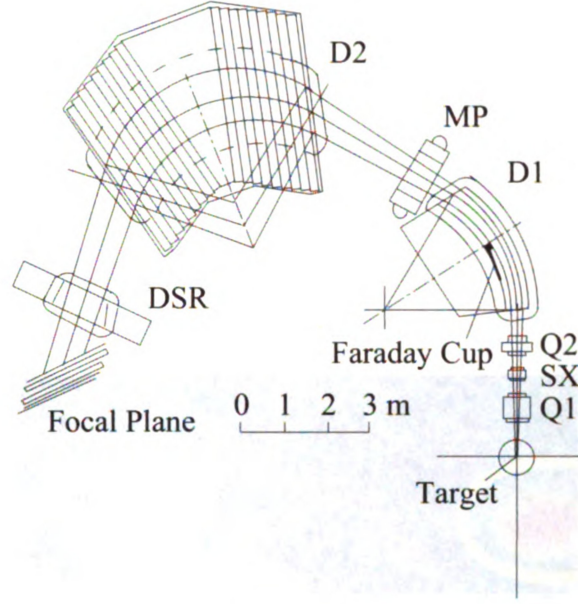 D2
MP
D1
DSR
Faraday Cup
Q2
SX
Q1
Focal Plane
0 1 2 3 m
Target